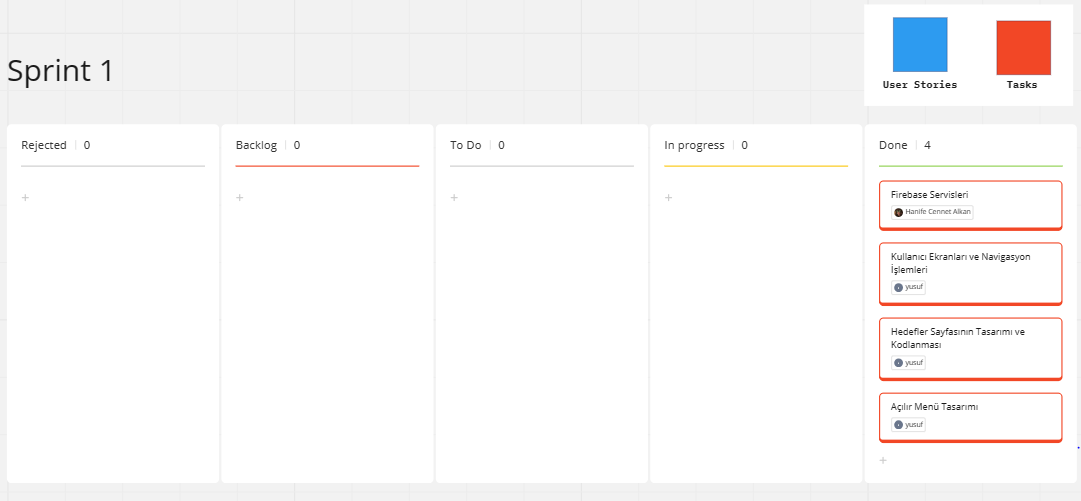 Sprint 1
User Stories
Tasks
Rejected 0
Backlog 0
To Do 0
In progress 0
Done 4
+
+
+
+
Firebase Servisleri
Hanife Cennet Alkan
Kullanıcı Ekranları ve Navigasyon
İşlemleri
yusuf
Hedefler Sayfasının Tasarımı ve
Kodlanması
yusuf
Açılır Menü Tasarımı
yusuf
+